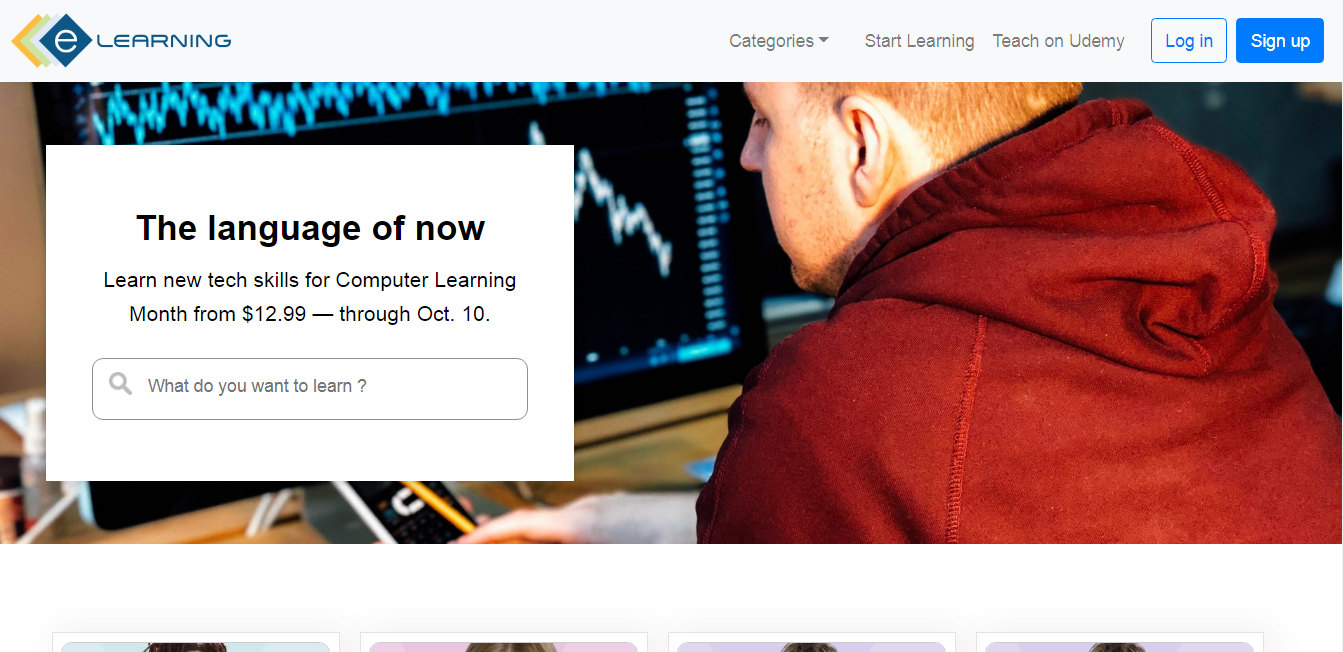 e LEARNING
Categories
Start Learning
Teach on Udemy
Log in
Sign up
The language of now
Learn new tech skills for Computer Learning
Month from $12.99 — through Oct. 10.
What do you want to learn ?